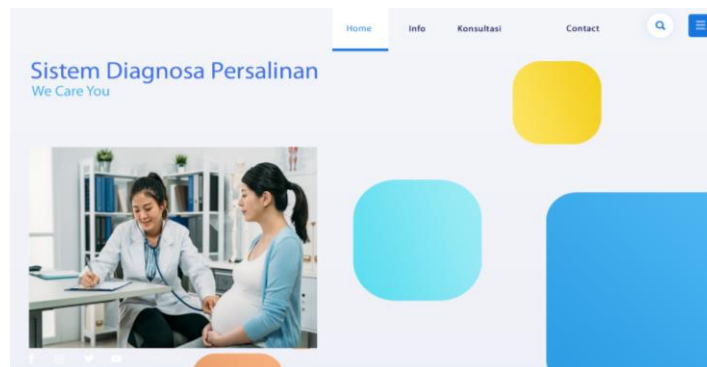 Home Info Konsultasi Contact
Sistem Diagnosa Persalinan
We Care You